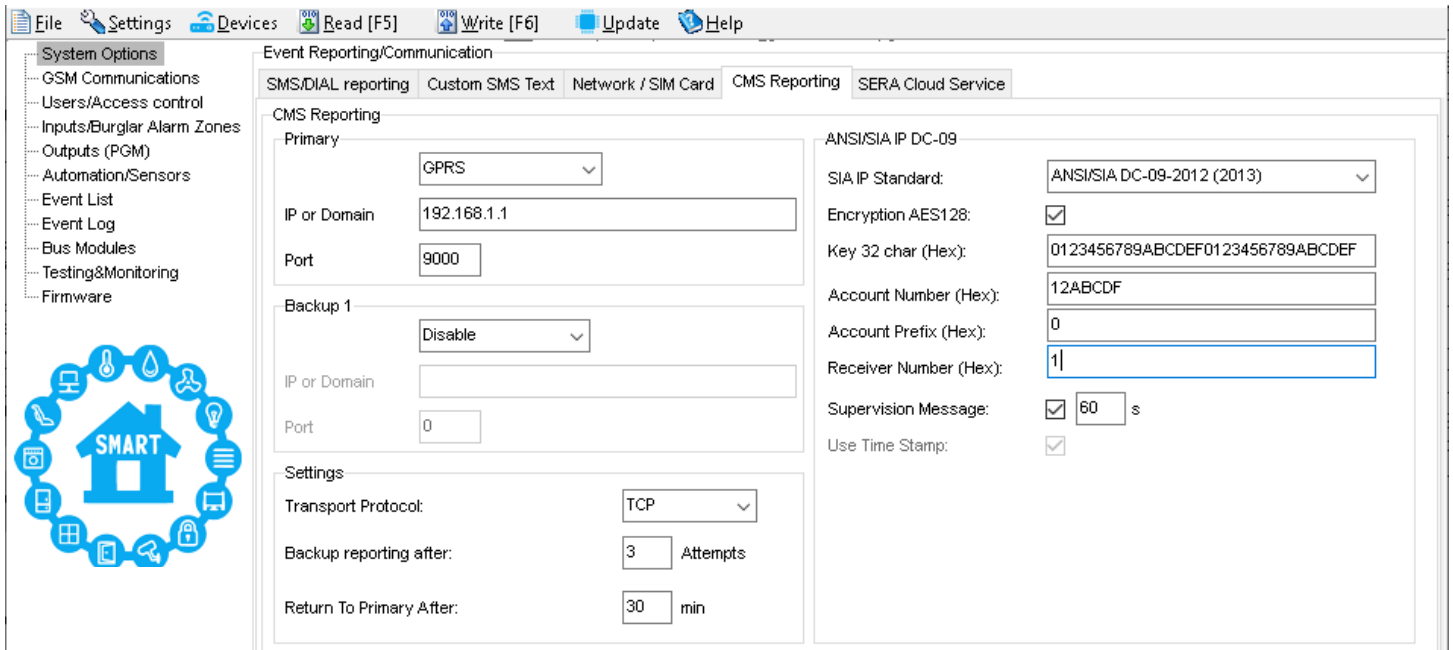 File Settings Devices Read [F5] Write [F6] Update Help
System Options
GSM Communications
Users/Access control
Inputs/Burglar Alarm Zones
Outputs (PGM)
Automation/Sensors
Event List
Event Log
Bus Modules
Testing&Monitoring
Firmware
SMART
Event Reporting/Communication
SMS/DIAL reporting Custom SMS Text Network / SIM Card CMS Reporting SERA Cloud Service
CMS Reporting
Primary
GPRS
IP or Domain 192.168.1.1
Port 9000
Backup 1
Disable
IP or Domain
Port 0
Settings
Transport Protocol: TCP
Backup reporting after: 3 Attempts
Return To Primary After: 30 min
ANSI/SIA IP DC-09
SIA IP Standard: ANSI/SIA DC-09-2012 (2013)
Encryption AES128:
Key 32 char (Hex): 0123456789ABCDEF0123456789ABCDEF
Account Number (Hex): 12ABCDF
Account Prefix (Hex): 0
Receiver Number (Hex): 1
Supervision Message: 60 s
Use Time Stamp: